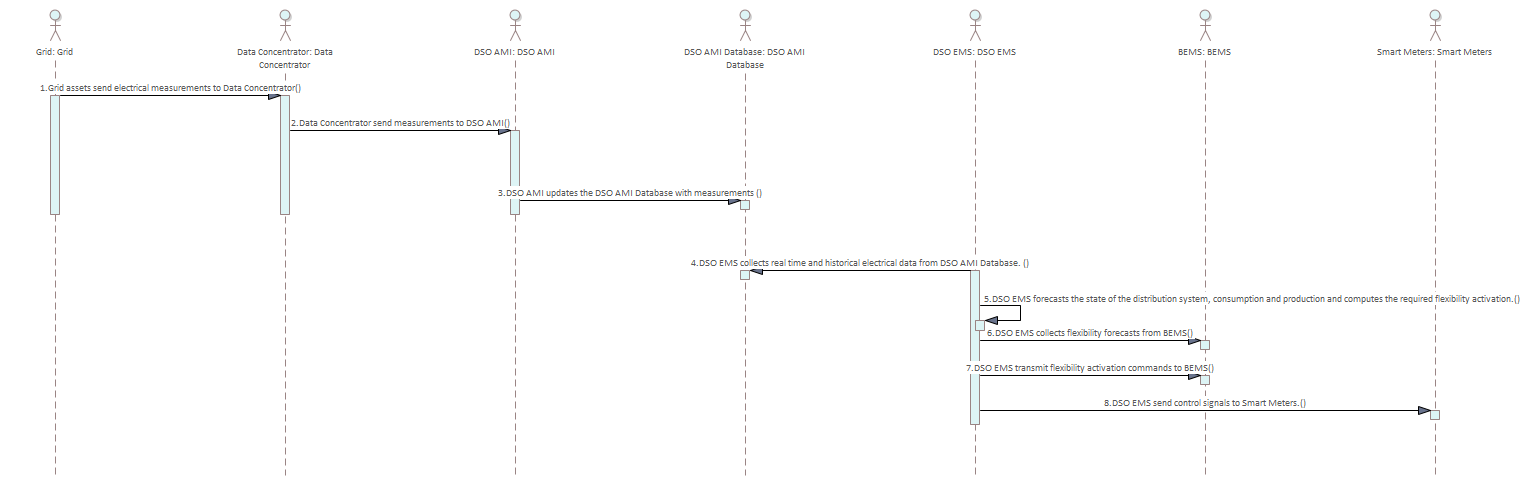 Grid: Grid
Data Concentrator: Data
Concentrator
DSO AMI: DSO AMI
DSO AMI Database: DSO AMI
Database
DSO EMS: DSO EMS
BEMS: BEMS
Smart Meters: Smart Meters
1.Grid assets send electrical measurements to Data Concentrator()
2.Data Concentrator send measurements to DSO AMI()
3.DSO AMI updates the DSO AMI Database with measurements ()
4.DSO EMS collects real time and historical electrical data from DSO AMI Database. ()
5.DSO EMS forecasts the state of the distribution system, consumption and production and computes the required flexibility activation.()
6.DSO EMS collects flexibility forecasts from BEMS()
7.DSO EMS transmit flexibility activation commands to BEMS()
8.DSO EMS send control signals to Smart Meters.()